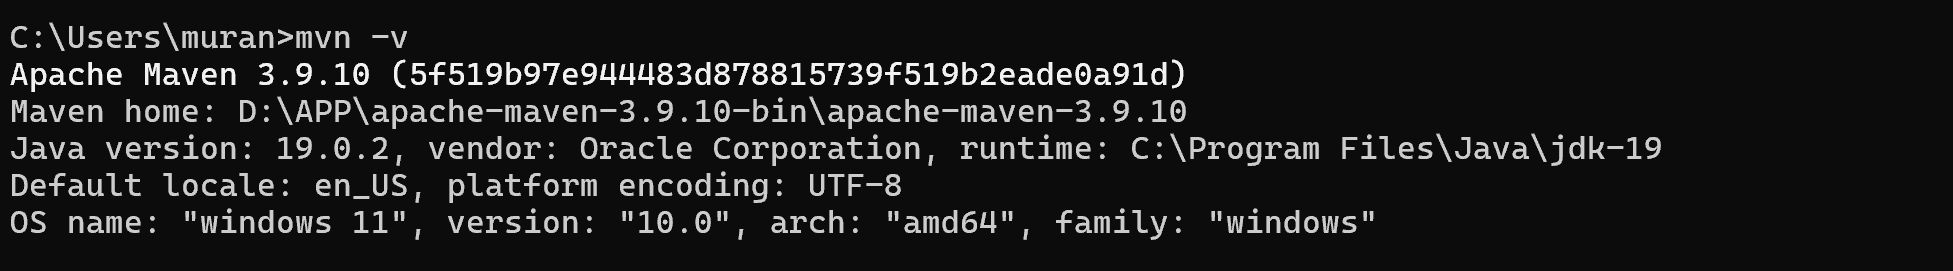 C:\Users\muran>mvn -v
Apache Maven 3.9.10 (5f519b97e944483d878815739f519b2eade0a91d)
Maven home: D:\APP\apache-maven-3.9.10-bin\apache-maven-3.9.10
Java version: 19.0.2, vendor: Oracle Corporation, runtime: C:\Program Files\Java\jdk-19
Default locale: en_US, platform encoding: UTF-8
OS name: "windows 11", version: "10.0", arch: "amd64", family: "windows"